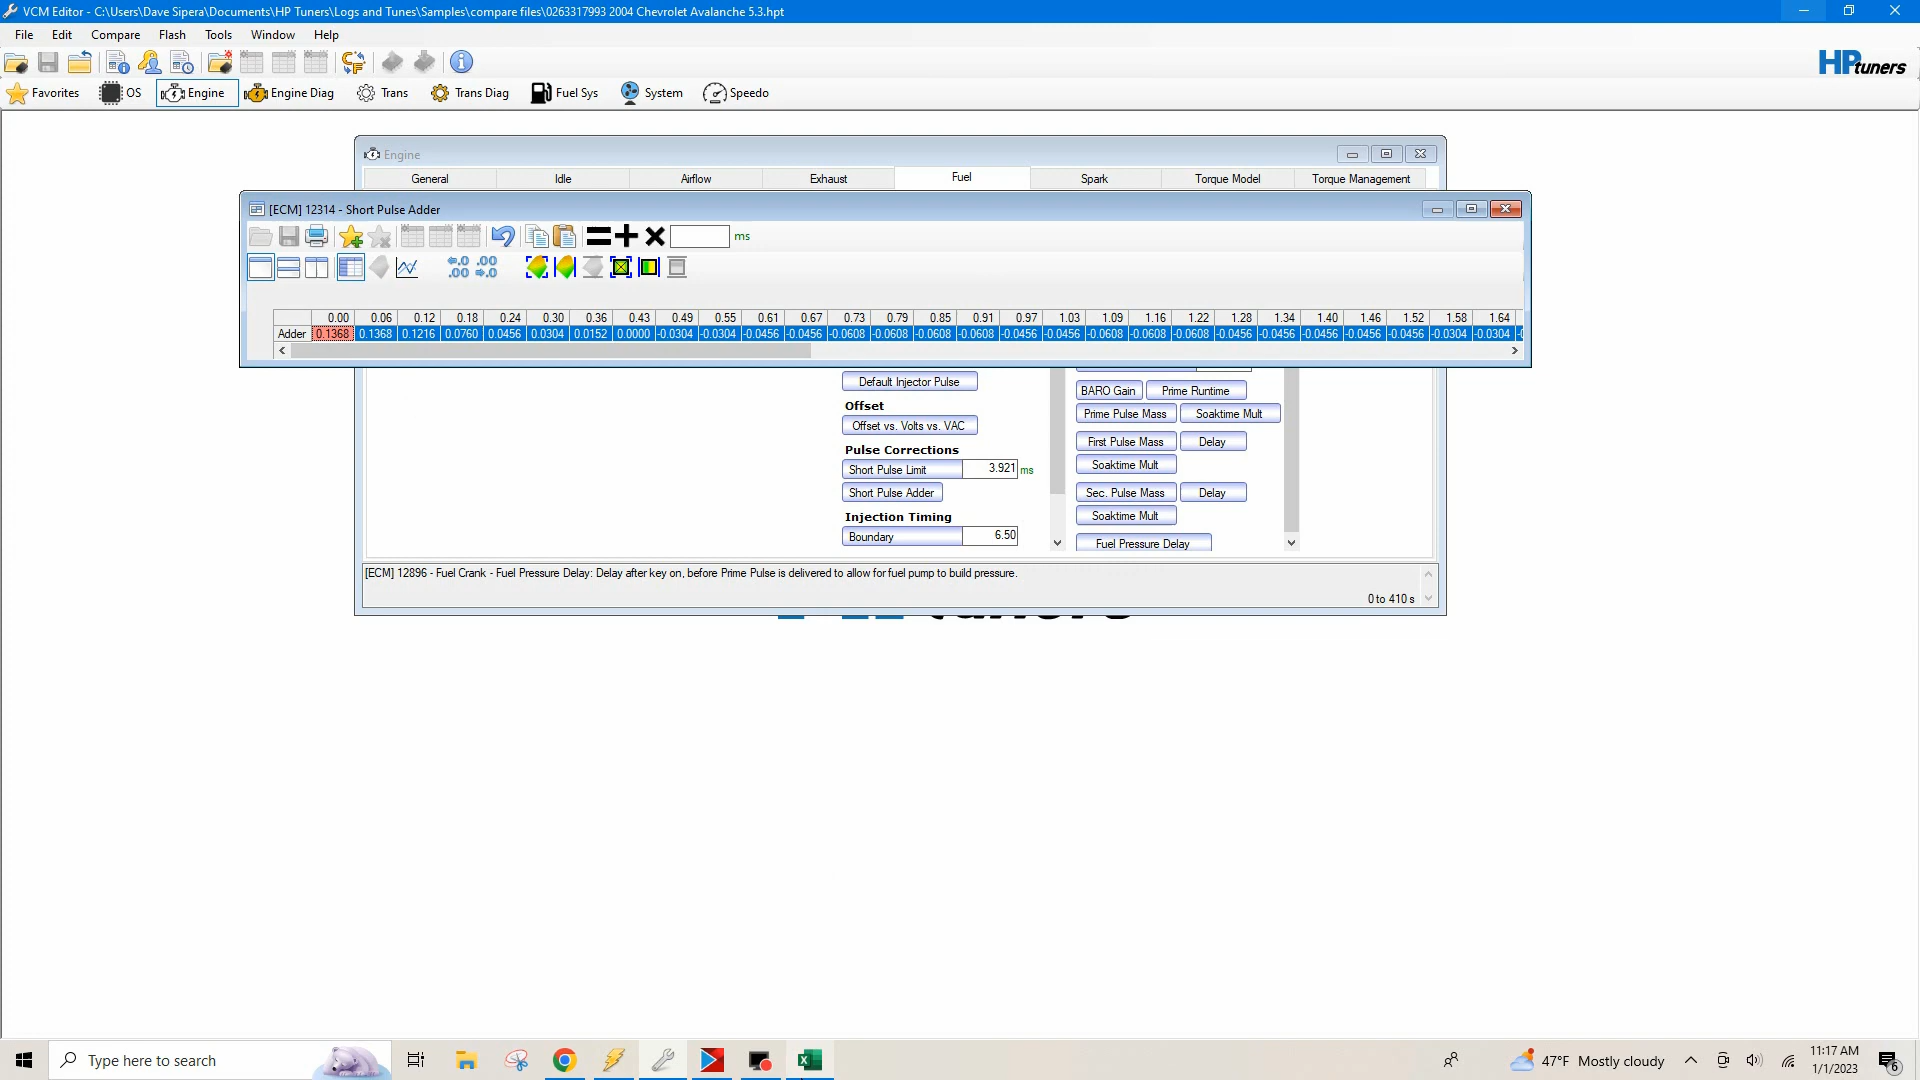 VCM Editor - C:\Users\Dave Sipera\Documents\HP Tuners\Logs and Tunes\Samples\compare files\0263317993 2004 Chevrolet Avalanche 5.3.hpt
File Edit Compare Flash Tools Window Help
HP tuners
Favorites OS Engine Engine Diag Trans Trans Diag Fuel Sys System Speedo
Engine
General Idle Airflow Exhaust Fuel Spark Torque Model Torque Management
[ECM] 12314 - Short Pulse Adder
ms
0.00 0.06 0.12 0.18 0.24 0.30 0.36 0.43 0.49 0.55 0.61 0.67 0.73 0.79 0.85 0.91 0.97 1.03 1.09 1.16 1.22 1.28 1.34 1.40 1.46 1.52 1.58 1.64
Adder 0.1368 0.1368 0.1216 0.0760 0.0456 0.0304 0.0152 0.0000 -0.0304 -0.0304 -0.0456 -0.0456 -0.0608 -0.0608 -0.0608 -0.0608 -0.0456 -0.0456 -0.0608 -0.0608 -0.0608 -0.0456 -0.0456 -0.0456 -0.0456 -0.0456 -0.0304 -0.0304
Default Injector Pulse
Offset
Offset vs. Volts vs. VAC
Pulse Corrections
Short Pulse Limit 3.921 ms
Short Pulse Adder
Injection Timing
Boundary 6.50
BARO Gain Prime Runtime
Prime Pulse Mass Soaktime Mult
First Pulse Mass Delay
Soaktime Mult
Sec. Pulse Mass Delay
Soaktime Mult
Fuel Pressure Delay
[ECM] 12896 - Fuel Crank - Fuel Pressure Delay: Delay after key on, before Prime Pulse is delivered to allow for fuel pump to build pressure.
0 to 410 s
Type here to search
47°F Mostly cloudy
11:17 AM
1/1/2023
6